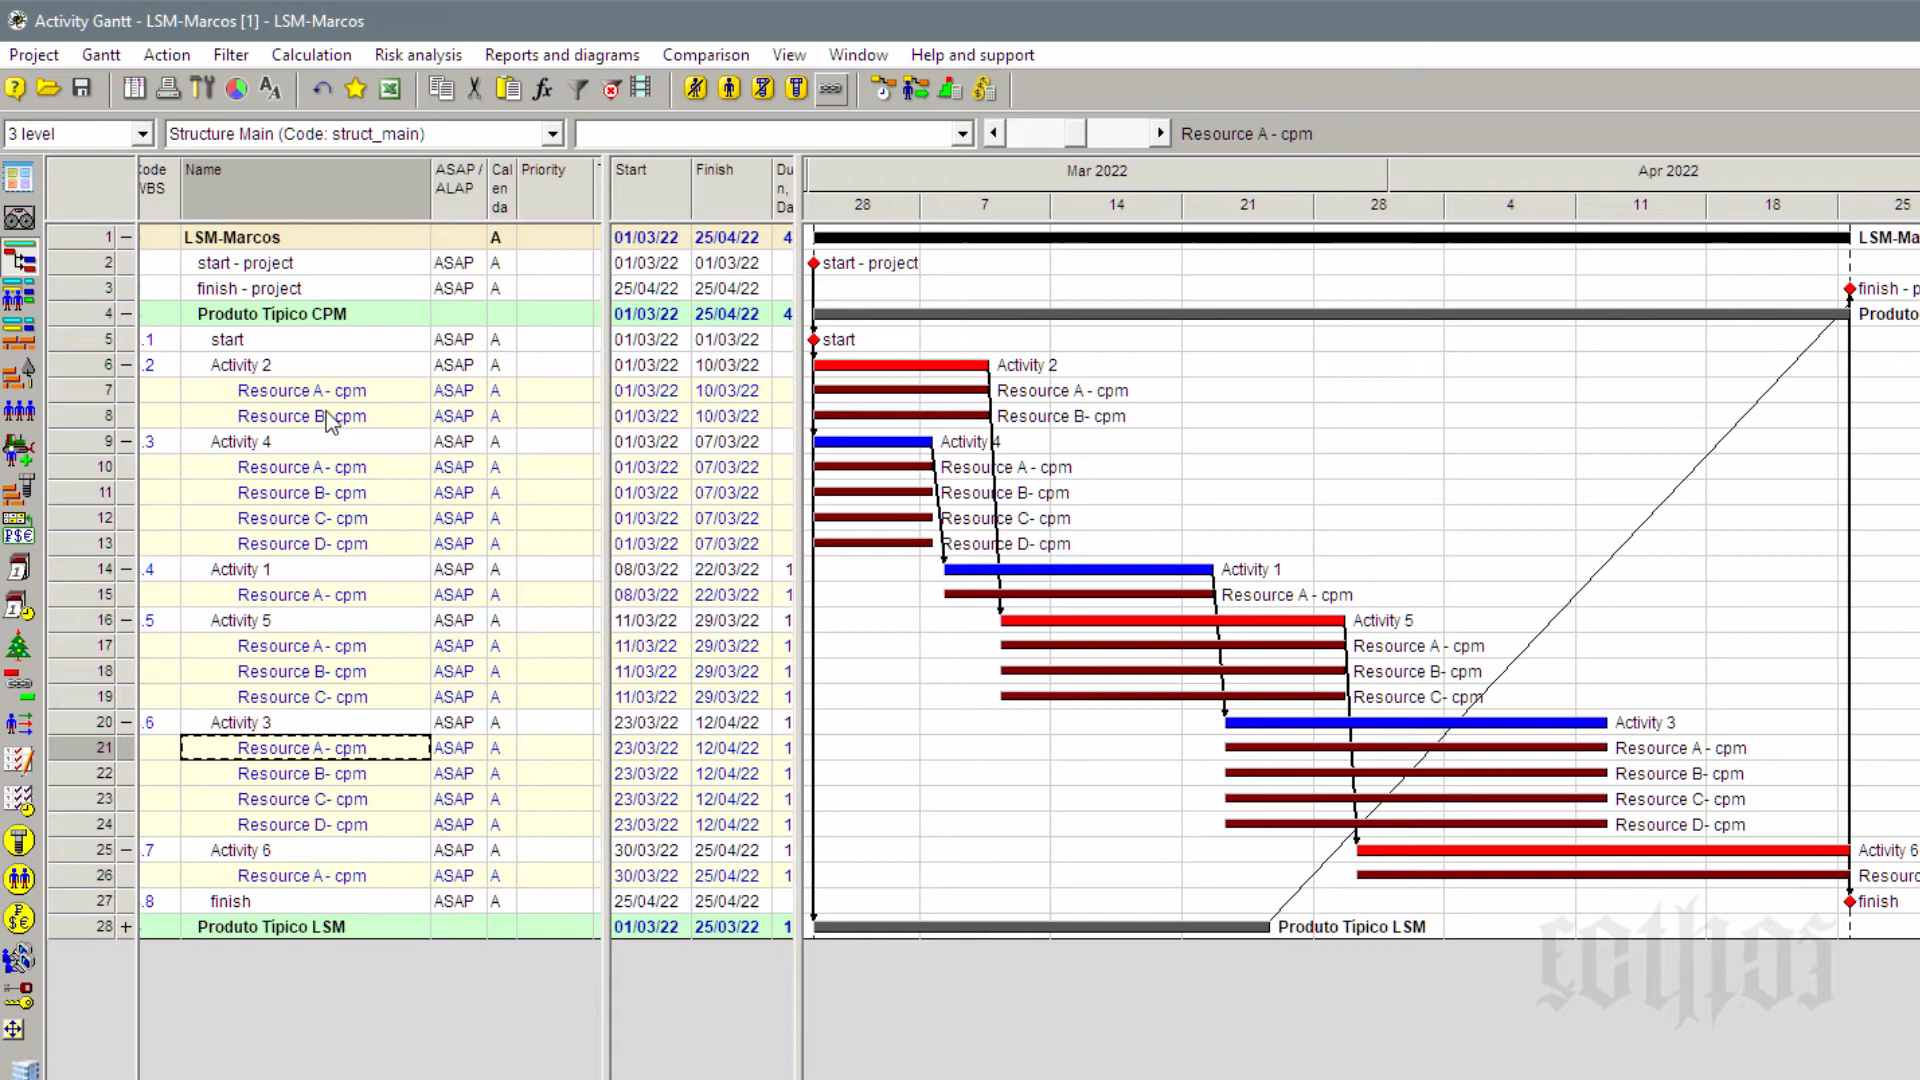 Activity Gantt - LSM-Marcos [1] - LSM-Marcos
Project Gantt Action Filter Calculation Risk analysis Reports and diagrams Comparison View Window Help and support
3 level Structure Main (Code: struct_main) Resource A - cpm
Code WBS Name ASAP / ALAP Cal en da Priority Start Finish Du n, Da Mar 2022 Apr 2022
28 7 14 21 28 4 11 18 25
1 LSM-Marcos A 01/03/22 25/04/22 4 LSM-Ma
2 start - project ASAP A 01/03/22 01/03/22 start - project
3 finish - project ASAP A 25/04/22 25/04/22 finish - p
4 Produto Típico CPM 01/03/22 25/04/22 4 Produto
5 .1 start ASAP A 01/03/22 01/03/22 start
6 .2 Activity 2 ASAP A 01/03/22 10/03/22 Activity 2
7 Resource A - cpm ASAP A 01/03/22 10/03/22 Resource A - cpm
8 Resource B- cpm ASAP A 01/03/22 10/03/22 Resource B- cpm
9 .3 Activity 4 ASAP A 01/03/22 07/03/22 Activity 4
10 Resource A - cpm ASAP A 01/03/22 07/03/22 Resource A - cpm
11 Resource B- cpm ASAP A 01/03/22 07/03/22 Resource B- cpm
12 Resource C- cpm ASAP A 01/03/22 07/03/22 Resource C- cpm
13 Resource D- cpm ASAP A 01/03/22 07/03/22 Resource D- cpm
14 .4 Activity 1 ASAP A 08/03/22 22/03/22 1 Activity 1
15 Resource A - cpm ASAP A 08/03/22 22/03/22 1 Resource A - cpm
16 .5 Activity 5 ASAP A 11/03/22 29/03/22 1 Activity 5
17 Resource A - cpm ASAP A 11/03/22 29/03/22 1 Resource A - cpm
18 Resource B- cpm ASAP A 11/03/22 29/03/22 1 Resource B- cpm
19 Resource C- cpm ASAP A 11/03/22 29/03/22 1 Resource C- cpm
20 .6 Activity 3 ASAP A 23/03/22 12/04/22 1 Activity 3
21 Resource A - cpm ASAP A 23/03/22 12/04/22 1 Resource A - cpm
22 Resource B- cpm ASAP A 23/03/22 12/04/22 1 Resource B- cpm
23 Resource C- cpm ASAP A 23/03/22 12/04/22 1 Resource C- cpm
24 Resource D- cpm ASAP A 23/03/22 12/04/22 1 Resource D- cpm
25 .7 Activity 6 ASAP A 30/03/22 25/04/22 1 Activity 6
26 Resource A - cpm ASAP A 30/03/22 25/04/22 1 Resourc
27 .8 finish ASAP A 25/04/22 25/04/22 finish
28 Produto Típico LSM 01/03/22 25/03/22 1 Produto Típico LSM